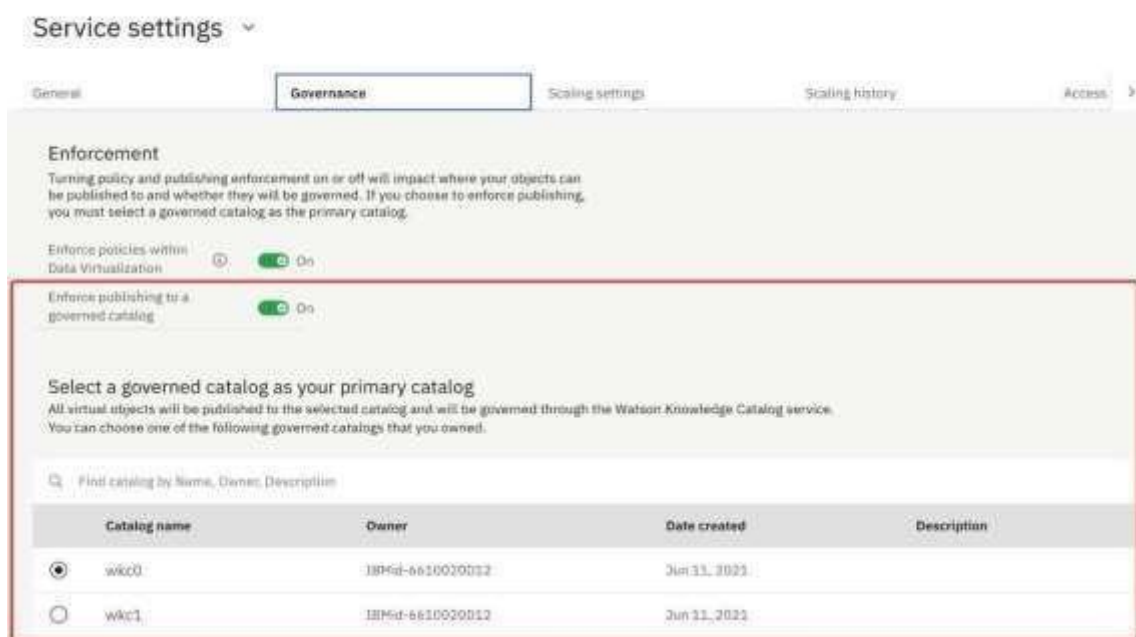 Service settings
General Governance Scaling settings Scaling history Access
Enforcement
Turning policy and publishing enforcement on or off will impact where your objects can
be published to and whether they will be governed. If you choose to enforce publishing,
you must select a governed catalog as the primary catalog.
Enforce policies within
Data Virtualization
On
Enforce publishing to a
governed catalog
On
Select a governed catalog as your primary catalog
All virtual objects will be published to the selected catalog and will be governed through the Watson Knowledge Catalog service.
You can choose one of the following governed catalogs that you owned.
Find catalog by Name, Owner, Description
Catalog name Owner Date created Description
wkc0 IBMid-6610020012 Jun 11, 2021
wkc1 IBMid-6610020012 Jun 11, 2021